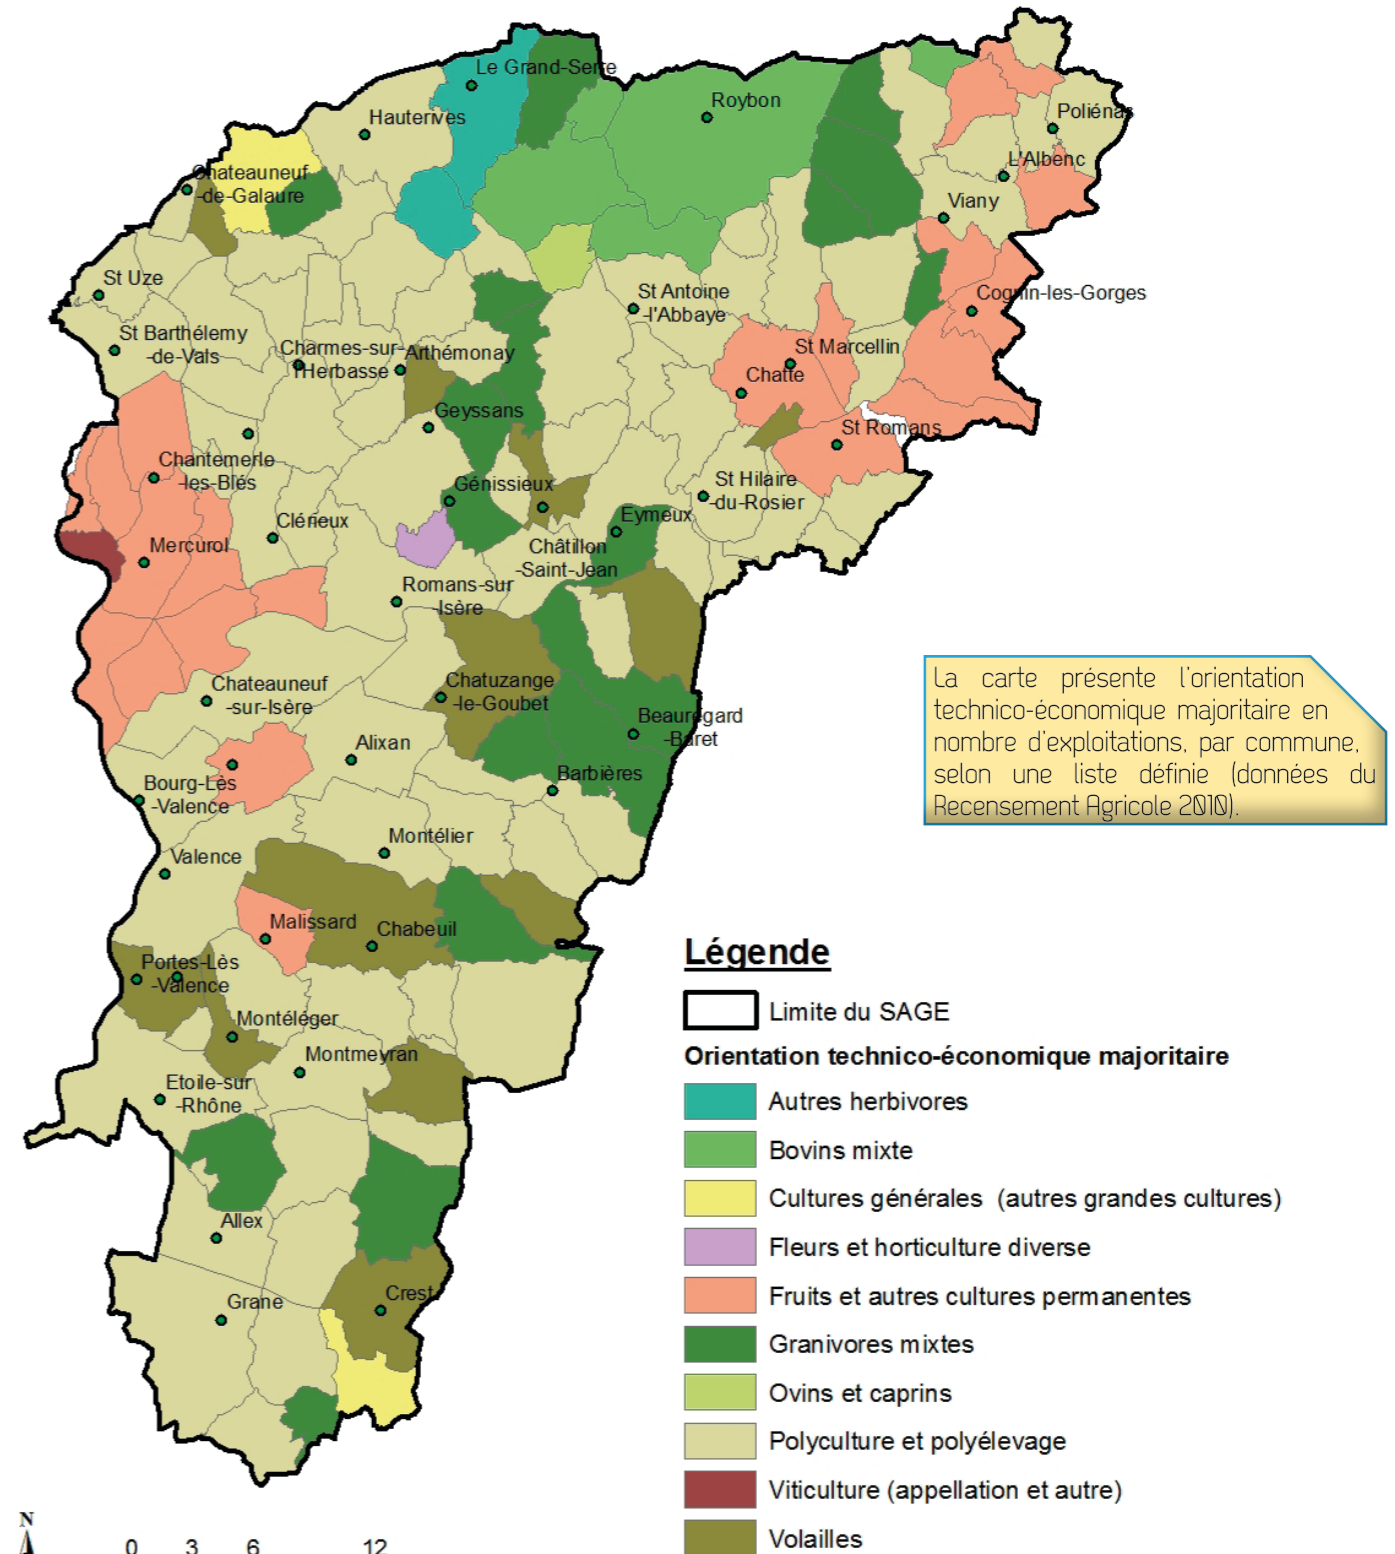 Le Grand-Serre
Roybon
Hauterives
Poliénas
L'Albenc
Chateauneuf
-de-Galaure
Viany
St Uze
St Antoine
-l'Abbaye
Cognin-les-Gorges
St Barthélemy
-de-Vals
Charmes-sur-
l'Herbasse
Arthémonay
St Marcellin
Chatte
Geyssans
St Romans
Chantemerle
-les-Blés
Génissieux
St Hilaire
-du-Rosier
Clérieux
Eymeux
Mercurol
Châtillon
-Saint-Jean
Romans-sur
-Isère
La carte présente l'orientation
technico-économique majoritaire en
nombre d'exploitations, par commune,
selon une liste définie (données du
Recensement Agricole 2010).
Chateauneuf
-sur-Isère
Chatuzange
-le-Goubet
Beauregard
-Baret
Alixan
Barbières
Bourg-Lès
-Valence
Montélier
Valence
Malissard
Chabeuil
Portes-Lès
-Valence
Montéléger
Montmeyran
Etoile-sur
-Rhône
Allex
Grane
Crest
Légende
Limite du SAGE
Orientation technico-économique majoritaire
Autres herbivores
Bovins mixte
Cultures générales (autres grandes cultures)
Fleurs et horticulture diverse
Fruits et autres cultures permanentes
Granivores mixtes
Ovins et caprins
Polyculture et polyélevage
Viticulture (appellation et autre)
Volailles
N
0 3 6 12